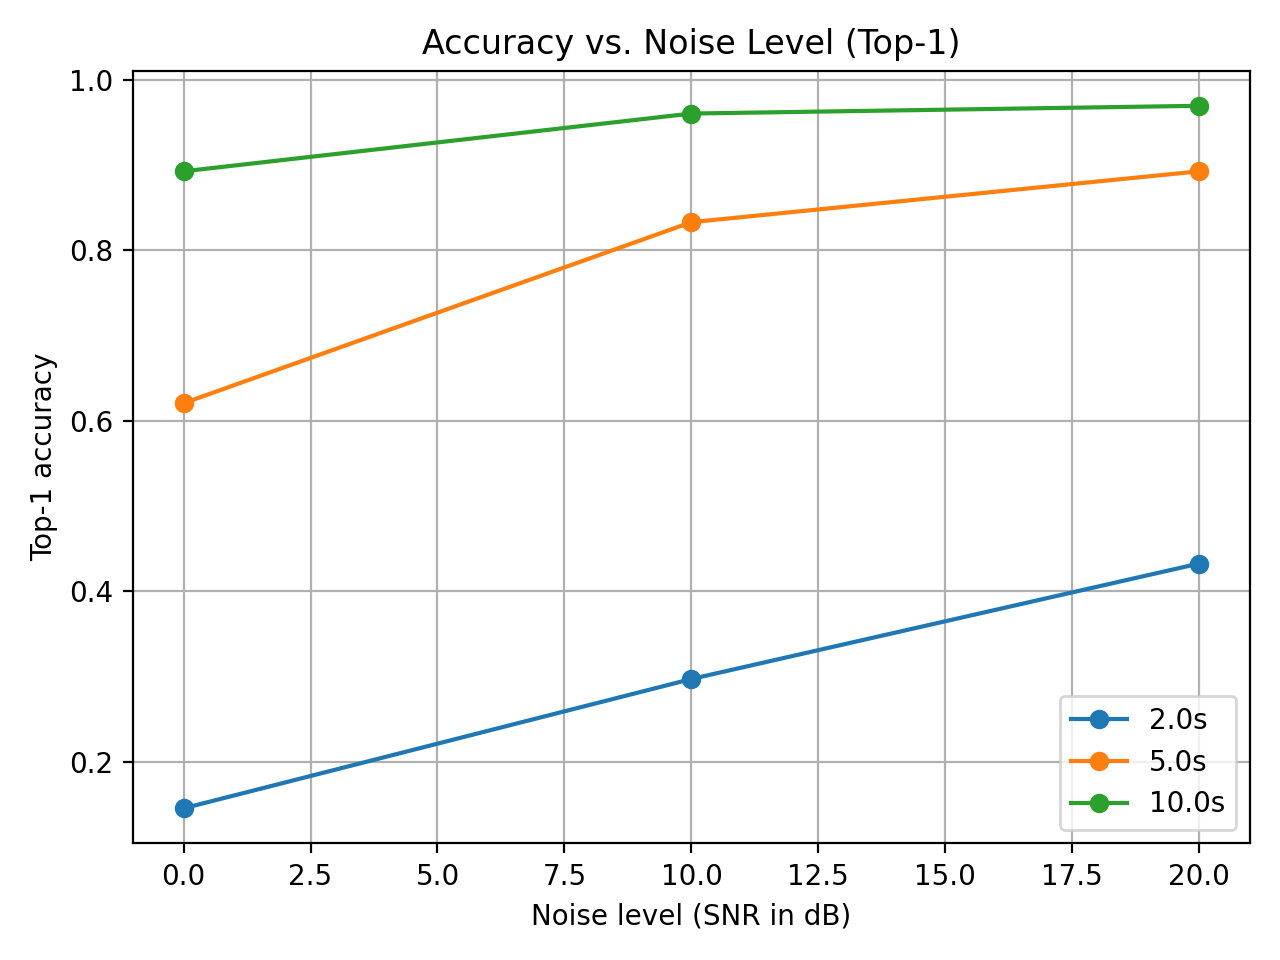 Accuracy vs. Noise Level (Top-1)
1.0
0.8
0.6
0.4
0.2
Top-1 accuracy
2.0s
5.0s
10.0s
0.0 2.5 5.0 7.5 10.0 12.5 15.0 17.5 20.0
Noise level (SNR in dB)